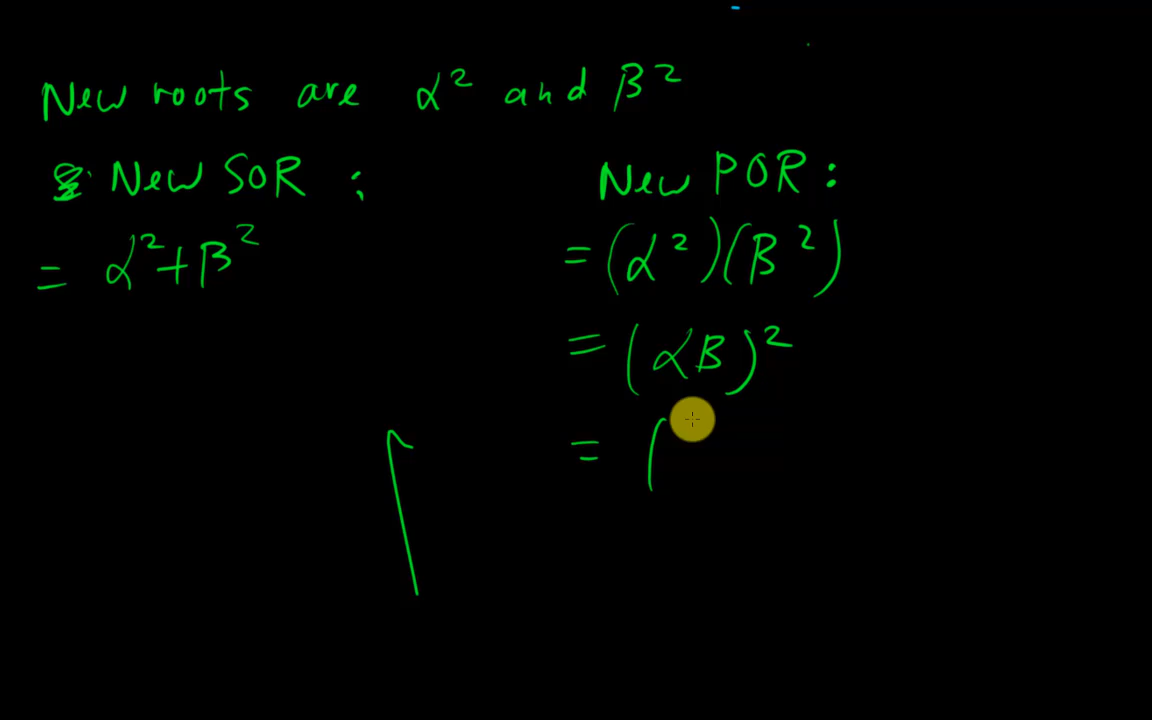 New roots are α² and β²
New SOR :
= α²+β²
New POR :
= (α²)(β²)
= (αβ)²
= (